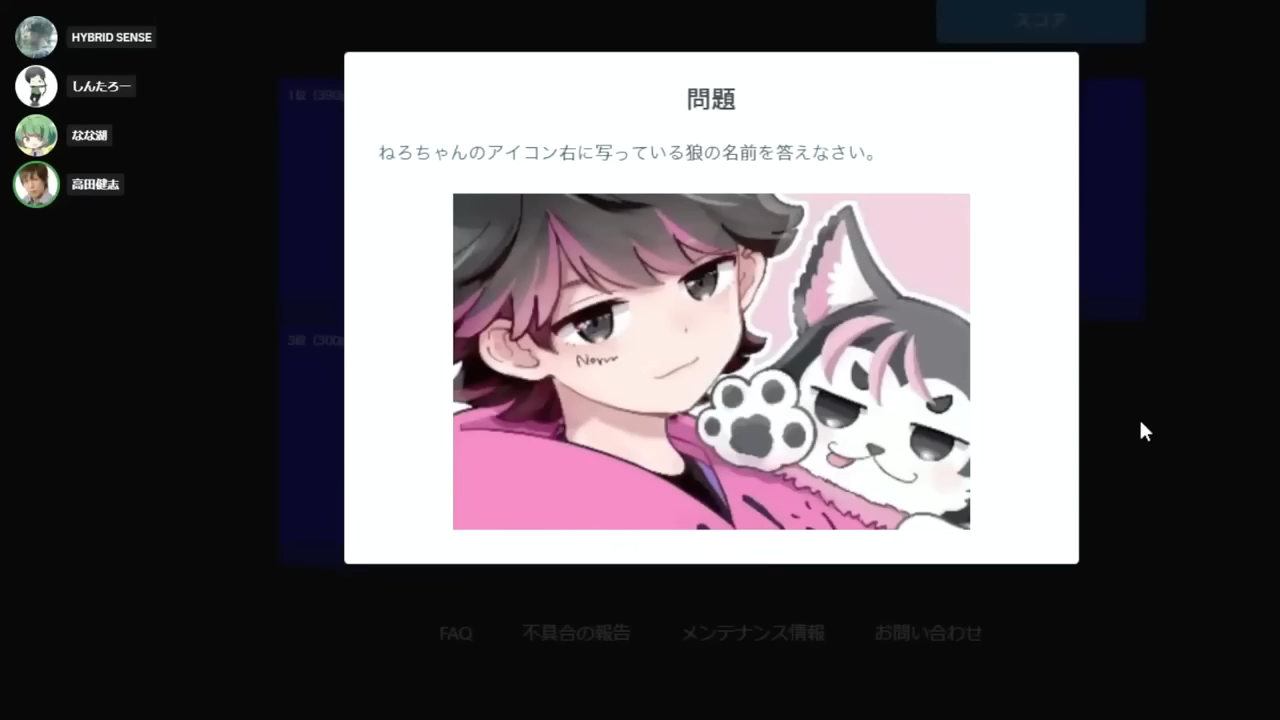 HYBRID SENSE
しんたろー
なな湖
高田健志
スコア
問題
ねろちゃんのアイコン右に写っている狼の名前を答えなさい。
FAQ
不具合の報告
メンテナンス情報
お問い合わせ